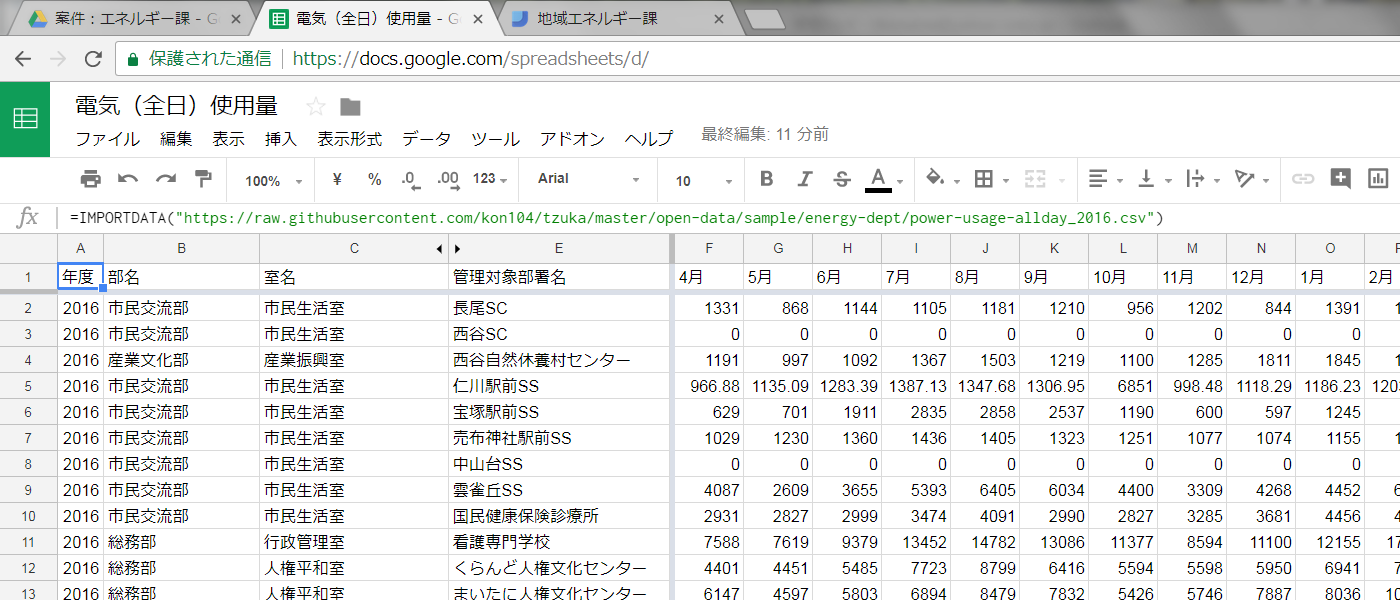 案件：エネルギー課 - G
電気（全日）使用量 - G
地域エネルギー課
保護された通信 https://docs.google.com/spreadsheets/d/
電気（全日）使用量
ファイル 編集 表示 挿入 表示形式 データ ツール アドオン ヘルプ 最終編集: 11 分前
100% ¥ % .0 .00 123 Arial 10 B I S A
fx =IMPORTDATA("https://raw.githubusercontent.com/kon104/tzuka/master/open-data/sample/energy-dept/power-usage-allday_2016.csv")
A B C E F G H I J K L M N O P
1 年度 部名 室名 管理対象部署名 4月 5月 6月 7月 8月 9月 10月 11月 12月 1月 2月
2 2016 市民交流部 市民生活室 長尾SC 1331 868 1144 1105 1181 1210 956 1202 844 1391 1
3 2016 市民交流部 市民生活室 西谷SC 0 0 0 0 0 0 0 0 0 0
4 2016 産業文化部 産業振興室 西谷自然休養村センター 1191 997 1092 1367 1503 1219 1100 1285 1811 1845 1
5 2016 市民交流部 市民生活室 仁川駅前SS 966.88 1135.09 1283.39 1387.13 1347.68 1306.95 6851 998.48 1118.29 1186.23 120
6 2016 市民交流部 市民生活室 宝塚駅前SS 629 701 1911 2835 2858 2537 1190 600 597 1245
7 2016 市民交流部 市民生活室 売布神社駅前SS 1029 1230 1360 1436 1405 1323 1251 1077 1074 1155 1
8 2016 市民交流部 市民生活室 中山台SS 0 0 0 0 0 0 0 0 0 0
9 2016 市民交流部 市民生活室 雲雀丘SS 4087 2609 3655 5393 6405 6034 4400 3309 4268 4452 6
10 2016 市民交流部 市民生活室 国民健康保険診療所 2931 2827 2999 3474 4091 2990 2827 3285 3681 4456 4
11 2016 総務部 行政管理室 看護専門学校 7588 7619 9379 13452 14782 13086 11377 8594 11100 12155 17
12 2016 総務部 人権平和室 くらんど人権文化センター 4401 4451 5485 7723 8799 6416 5594 5598 5950 6941 7
13 2016 総務部 人権平和室 まいたに人権文化センター 6147 4597 5803 6894 8479 7832 5426 5746 7887 8036 10